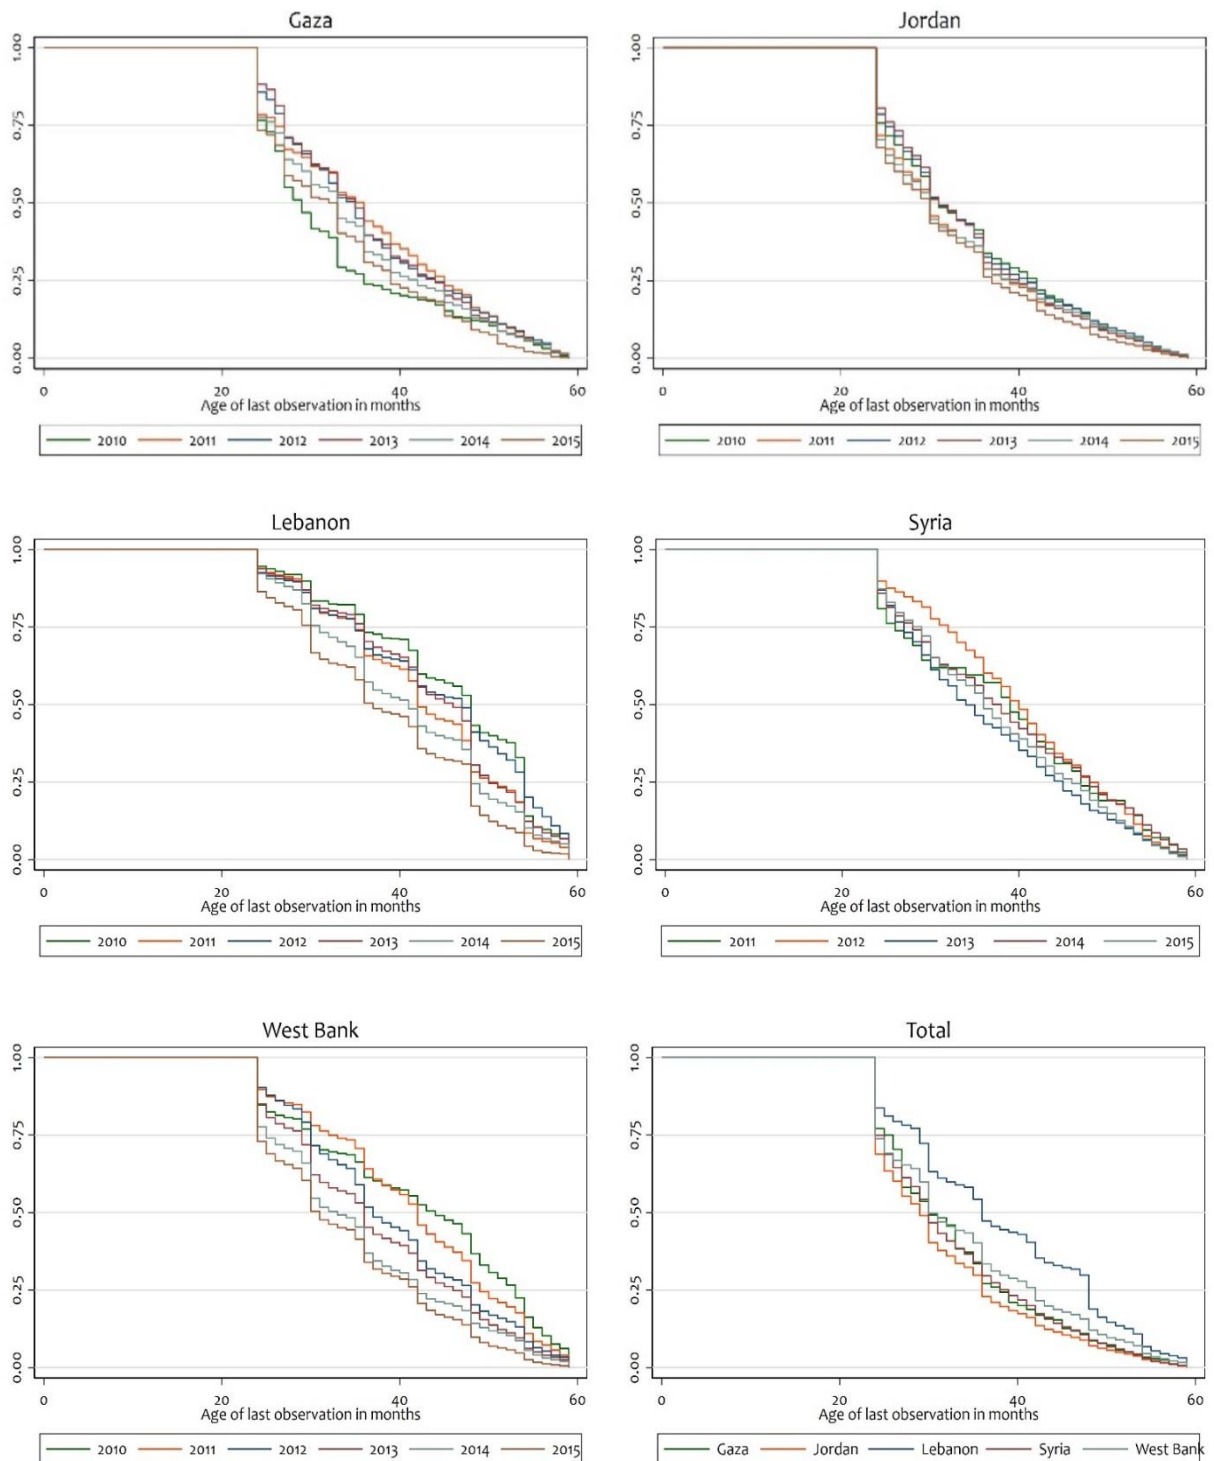 Gaza
1.00
0.75
0.50
0.25
0.00
0 20 40 60
Age of last observation in months
2010 2011 2012 2013 2014 2015
Jordan
1.00
0.75
0.50
0.25
0.00
0 20 40 60
Age of last observation in months
2010 2011 2012 2013 2014 2015
Lebanon
1.00
0.75
0.50
0.25
0.00
0 20 40 60
Age of last observation in months
2010 2011 2012 2013 2014 2015
Syria
1.00
0.75
0.50
0.25
0.00
0 20 40 60
Age of last observation in months
2011 2012 2013 2014 2015
West Bank
1.00
0.75
0.50
0.25
0.00
0 20 40 60
Age of last observation in months
2010 2011 2012 2013 2014 2015
Total
1.00
0.75
0.50
0.25
0.00
0 20 40 60
Age of last observation in months
Gaza Jordan Lebanon Syria West Bank